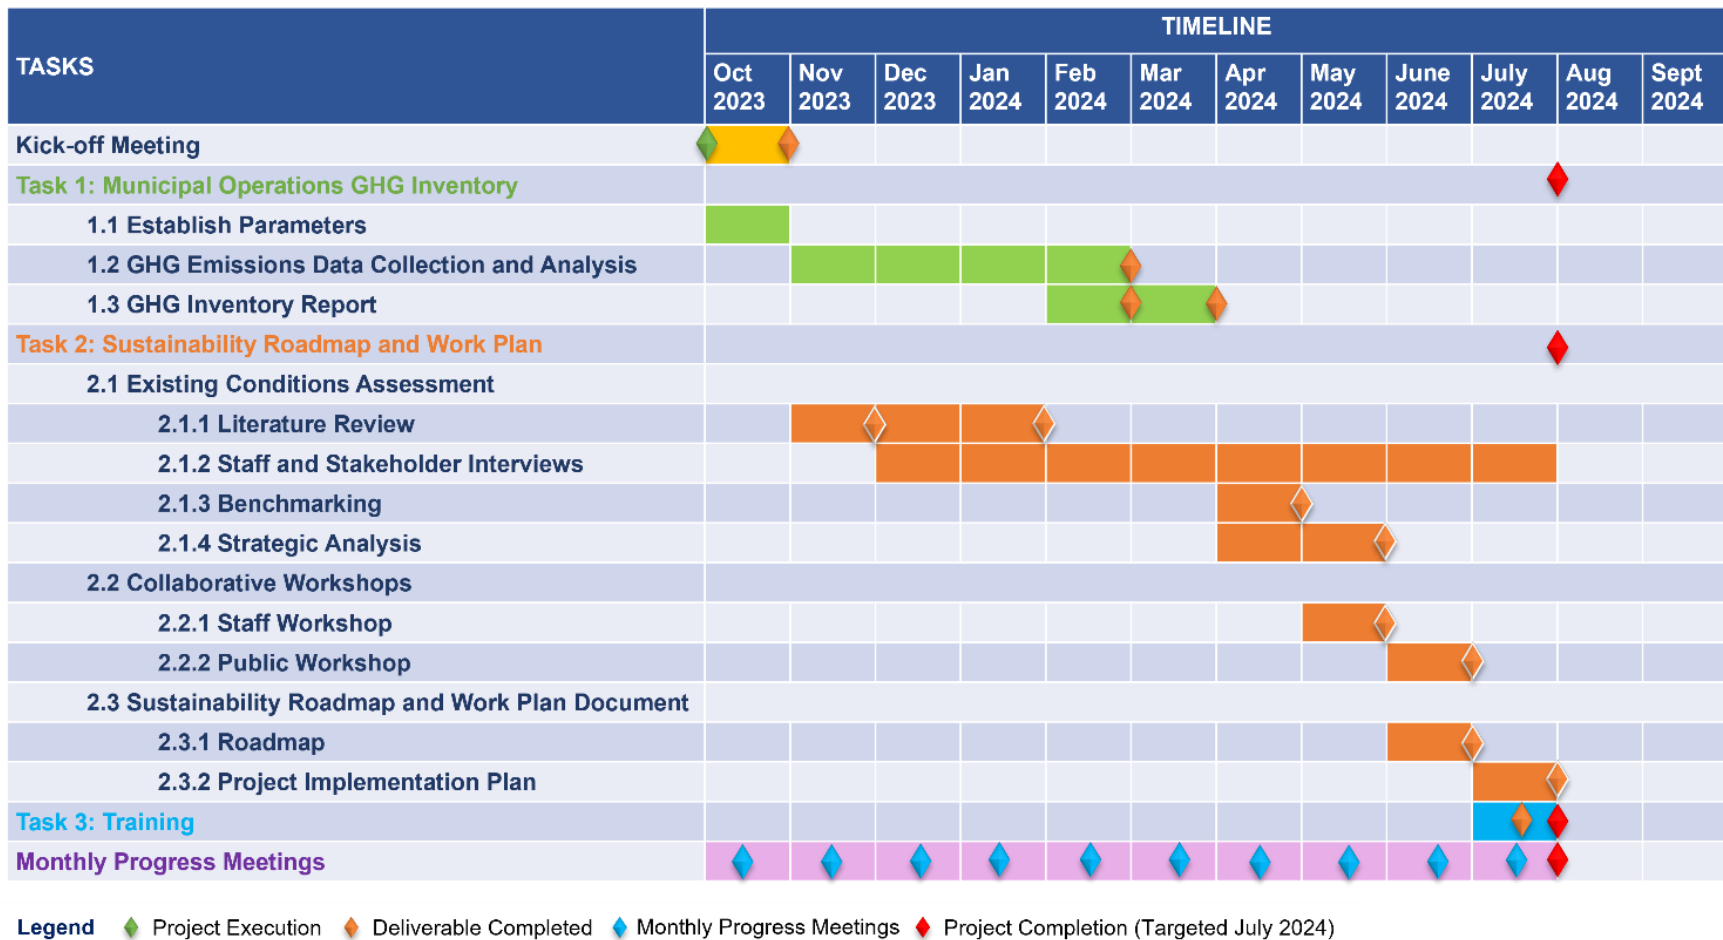 TIMELINE
TASKS
Oct 2023
Nov 2023
Dec 2023
Jan 2024
Feb 2024
Mar 2024
Apr 2024
May 2024
June 2024
July 2024
Aug 2024
Sept 2024
Kick-off Meeting
Task 1: Municipal Operations GHG Inventory
1.1 Establish Parameters
1.2 GHG Emissions Data Collection and Analysis
1.3 GHG Inventory Report
Task 2: Sustainability Roadmap and Work Plan
2.1 Existing Conditions Assessment
2.1.1 Literature Review
2.1.2 Staff and Stakeholder Interviews
2.1.3 Benchmarking
2.1.4 Strategic Analysis
2.2 Collaborative Workshops
2.2.1 Staff Workshop
2.2.2 Public Workshop
2.3 Sustainability Roadmap and Work Plan Document
2.3.1 Roadmap
2.3.2 Project Implementation Plan
Task 3: Training
Monthly Progress Meetings
Legend Project Execution Deliverable Completed Monthly Progress Meetings Project Completion (Targeted July 2024)